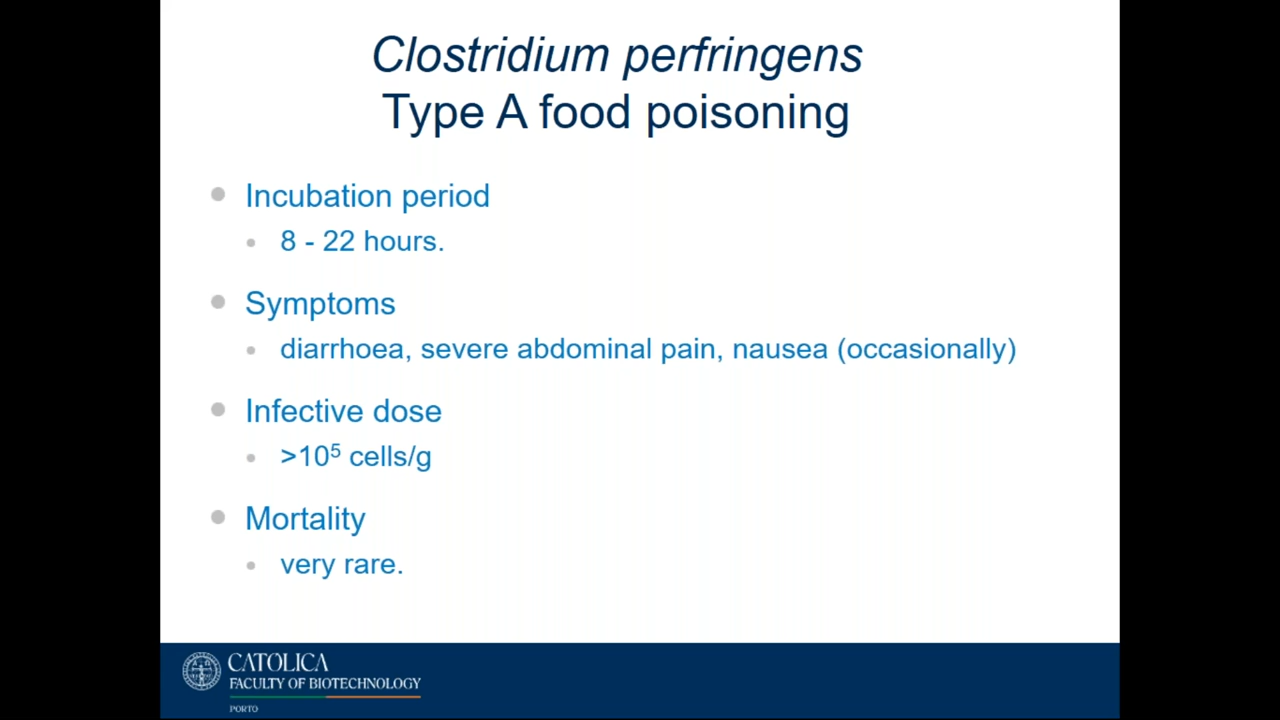 Clostridium perfringens
Type A food poisoning
• Incubation period
• 8 - 22 hours.
• Symptoms
• diarrhoea, severe abdominal pain, nausea (occasionally)
• Infective dose
• >10⁵ cells/g
• Mortality
• very rare.
CATÓLICA
FACULTY OF BIOTECHNOLOGY
PORTO